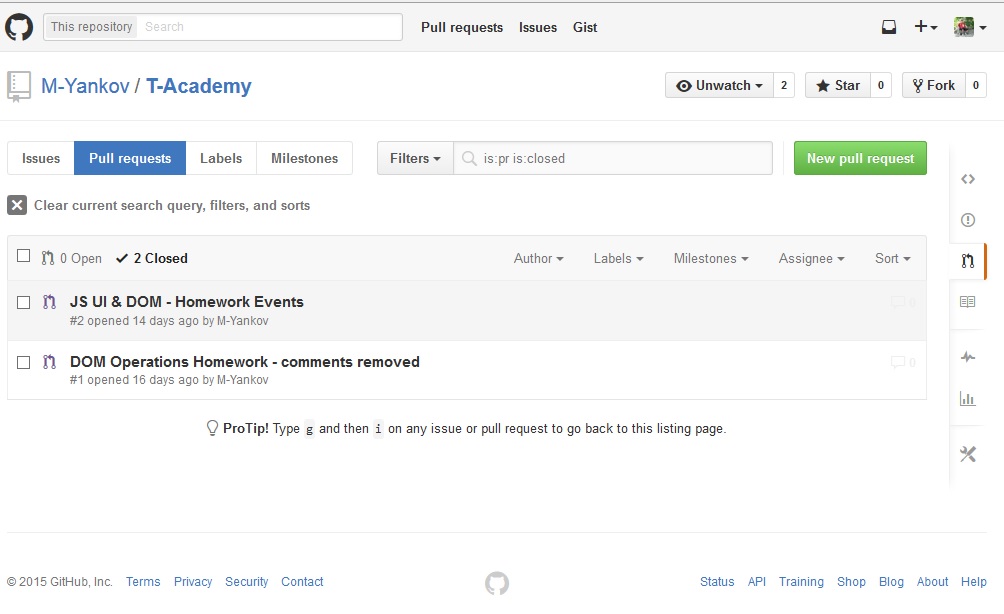 This repository Search Pull requests Issues Gist
M-Yankov / T-Academy Unwatch 2 Star 0 Fork 0
Issues Pull requests Labels Milestones Filters is:pr is:closed New pull request
Clear current search query, filters, and sorts
0 Open 2 Closed Author Labels Milestones Assignee Sort
JS UI & DOM - Homework Events 0
#2 opened 14 days ago by M-Yankov
DOM Operations Homework - comments removed 0
#1 opened 16 days ago by M-Yankov
ProTip! Type g and then i on any issue or pull request to go back to this listing page.
© 2015 GitHub, Inc. Terms Privacy Security Contact Status API Training Shop Blog About Help